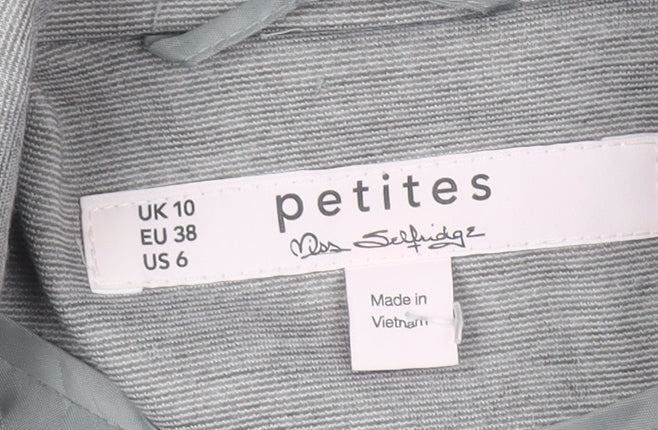 UK 10
EU 38
US 6
petites
Miss Selfridge
Made in
Vietnam